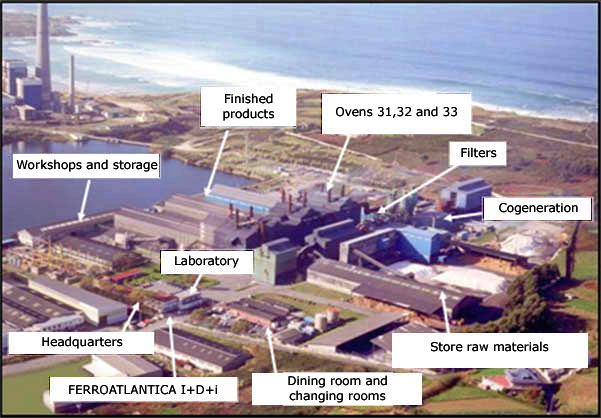 Finished
products
Ovens 31,32 and 33
Workshops and storage
Filters
Cogeneration
Laboratory
Headquarters
Store raw materials
FERROATLANTICA I+D+i
Dining room and
changing rooms